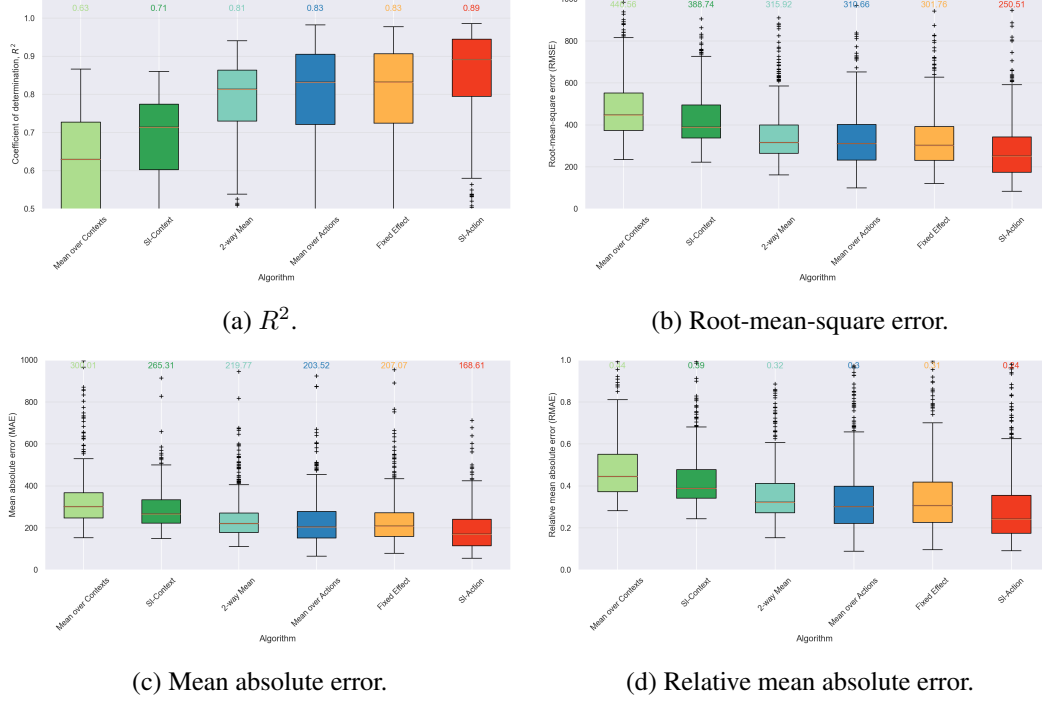 0.63 0.71 0.81 0.83 0.83 0.89
1.0
0.9
0.8
0.7
0.6
0.5
Coefficient of determination, R²
Mean over Contexts
SI-Context
2-way Mean
Mean over Actions
Fixed Effect
SI-Action
Algorithm
(a) R².
388.74 315.92 301.76 250.51
1000
800
600
400
200
0
Root-mean-square error (RMSE)
Mean over Contexts
SI-Context
2-way Mean
Mean over Actions
Fixed Effect
SI-Action
Algorithm
(b) Root-mean-square error.
265.31 219.77 203.52 207.07 168.61
1000
800
600
400
200
0
Mean absolute error (MAE)
Mean over Contexts
SI-Context
2-way Mean
Mean over Actions
Fixed Effect
SI-Action
Algorithm
(c) Mean absolute error.
0.32 0.3
1.0
0.8
0.6
0.4
0.2
0.0
Relative mean absolute error (RMAE)
Mean over Contexts
SI-Context
2-way Mean
Mean over Actions
Fixed Effect
SI-Action
Algorithm
(d) Relative mean absolute error.